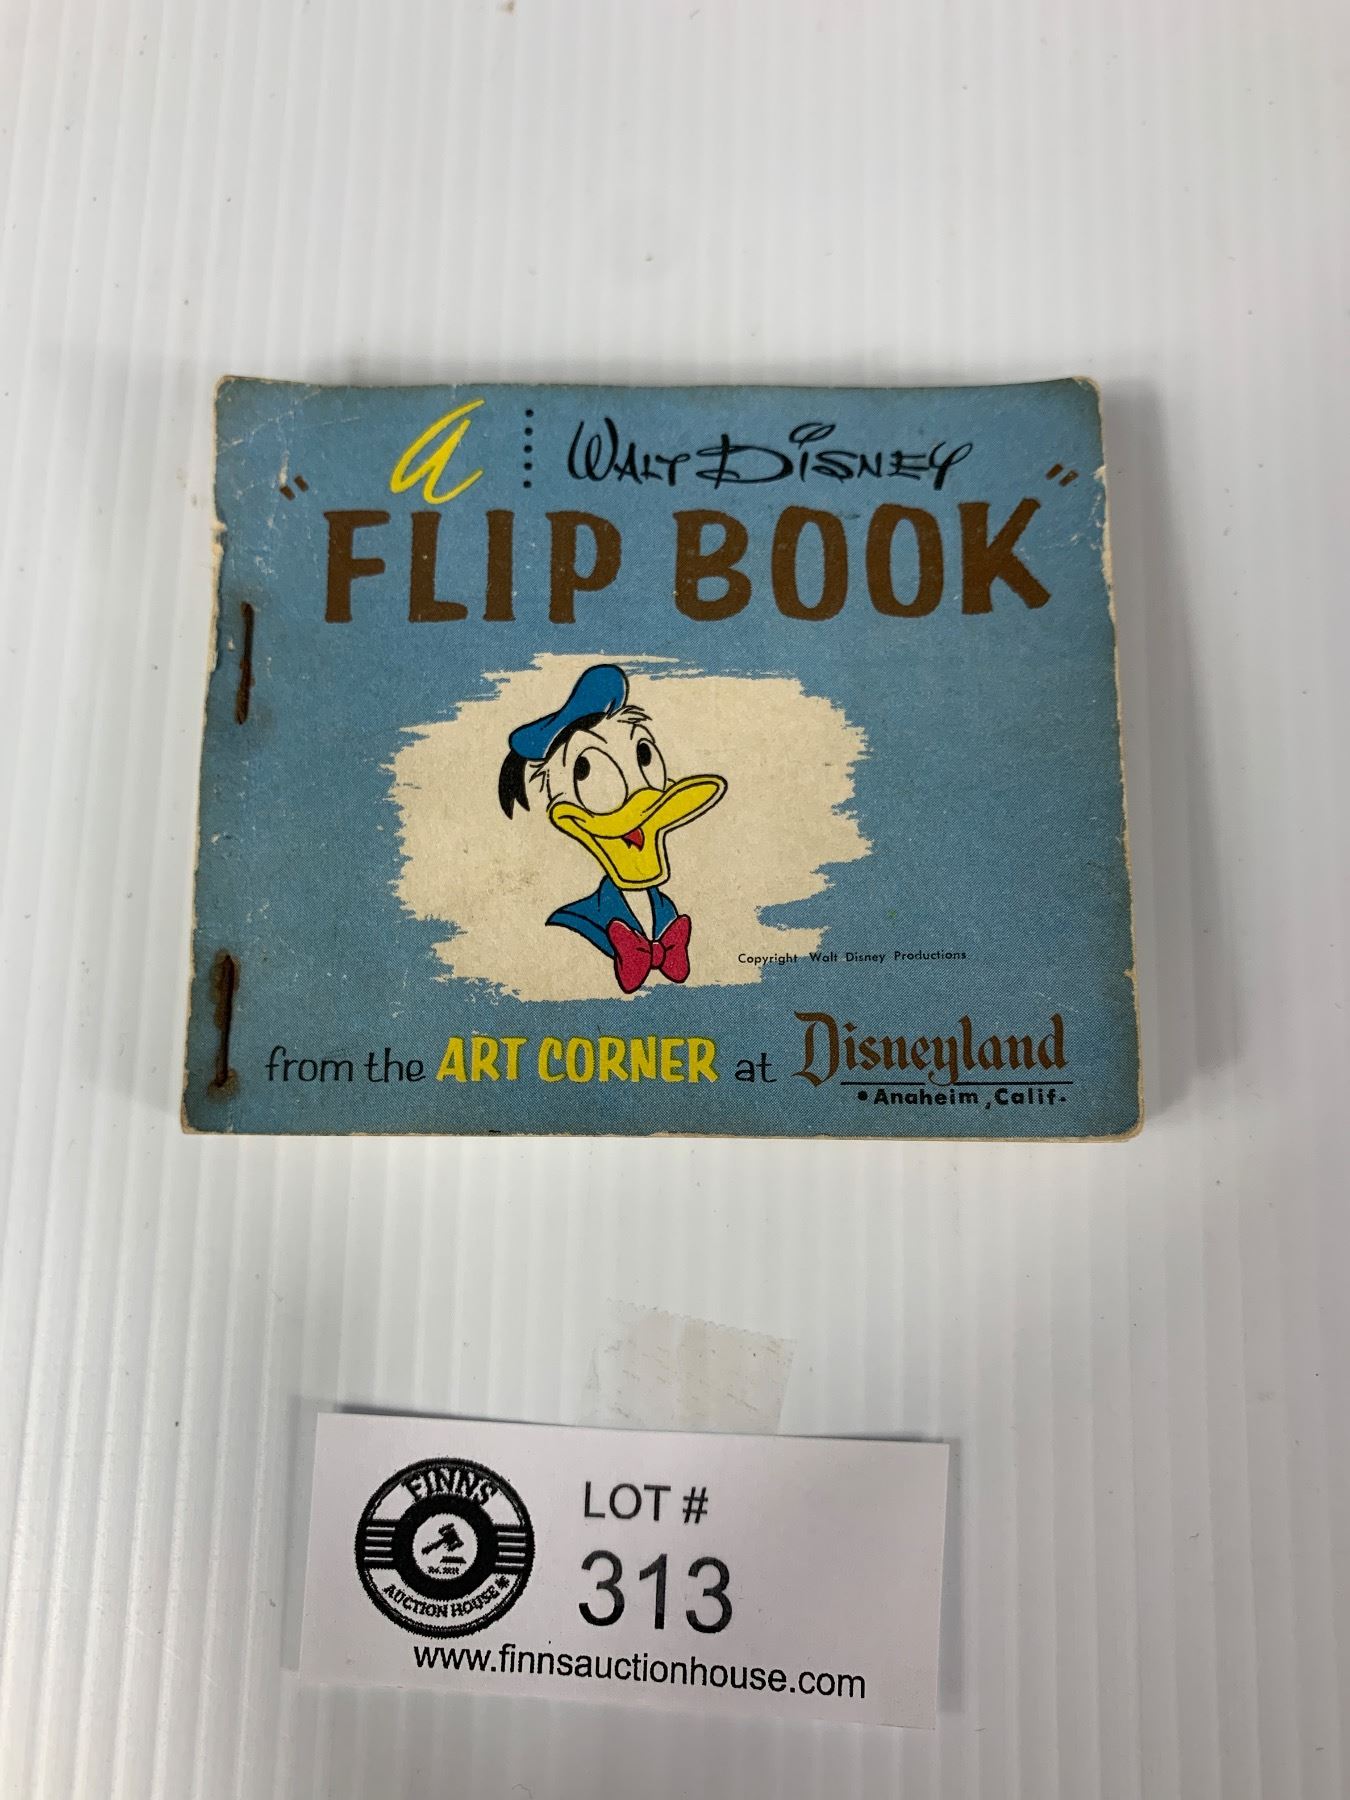 a WALT DISNEY
"FLIP BOOK"
Copyright Walt Disney Productions
from the ART CORNER at Disneyland
• Anaheim, Calif.
FINNS
AUCTION HOUSE
LOT #
313
www.finnsauctionhouse.com